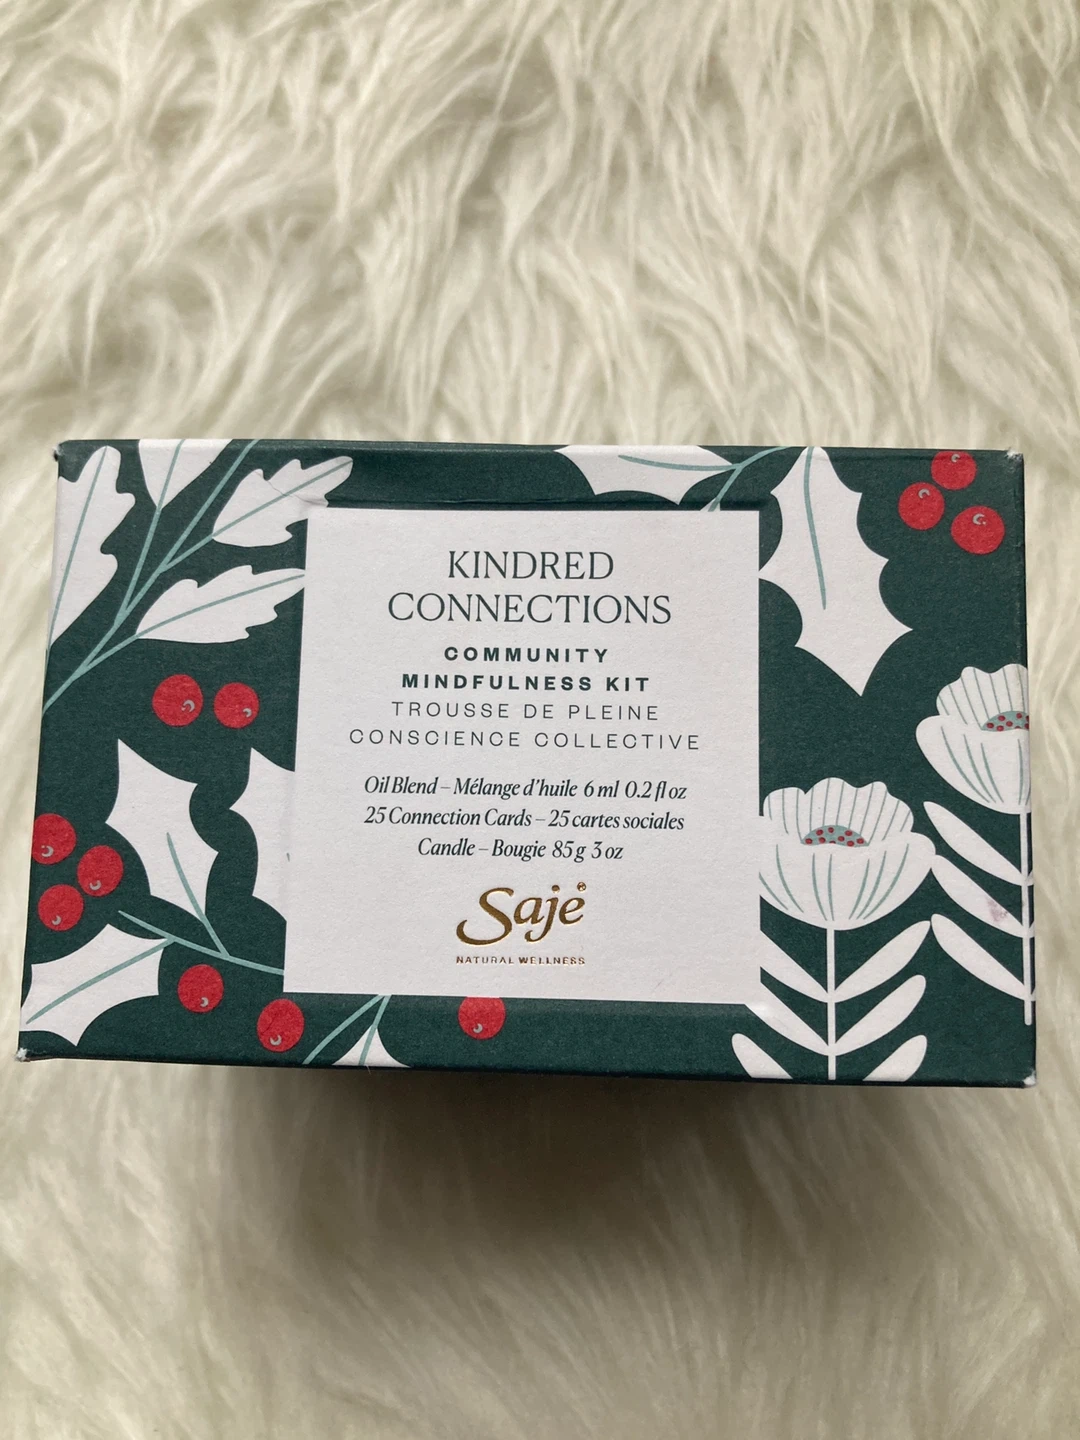 KINDRED
CONNECTIONS
COMMUNITY
MINDFULNESS KIT
TROUSSE DE PLEINE
CONSCIENCE COLLECTIVE
Oil Blend – Mélange d'huile 6 ml 0.2 fl oz
25 Connection Cards – 25 cartes sociales
Candle – Bougie 85 g 3 oz
Saje®
NATURAL WELLNESS